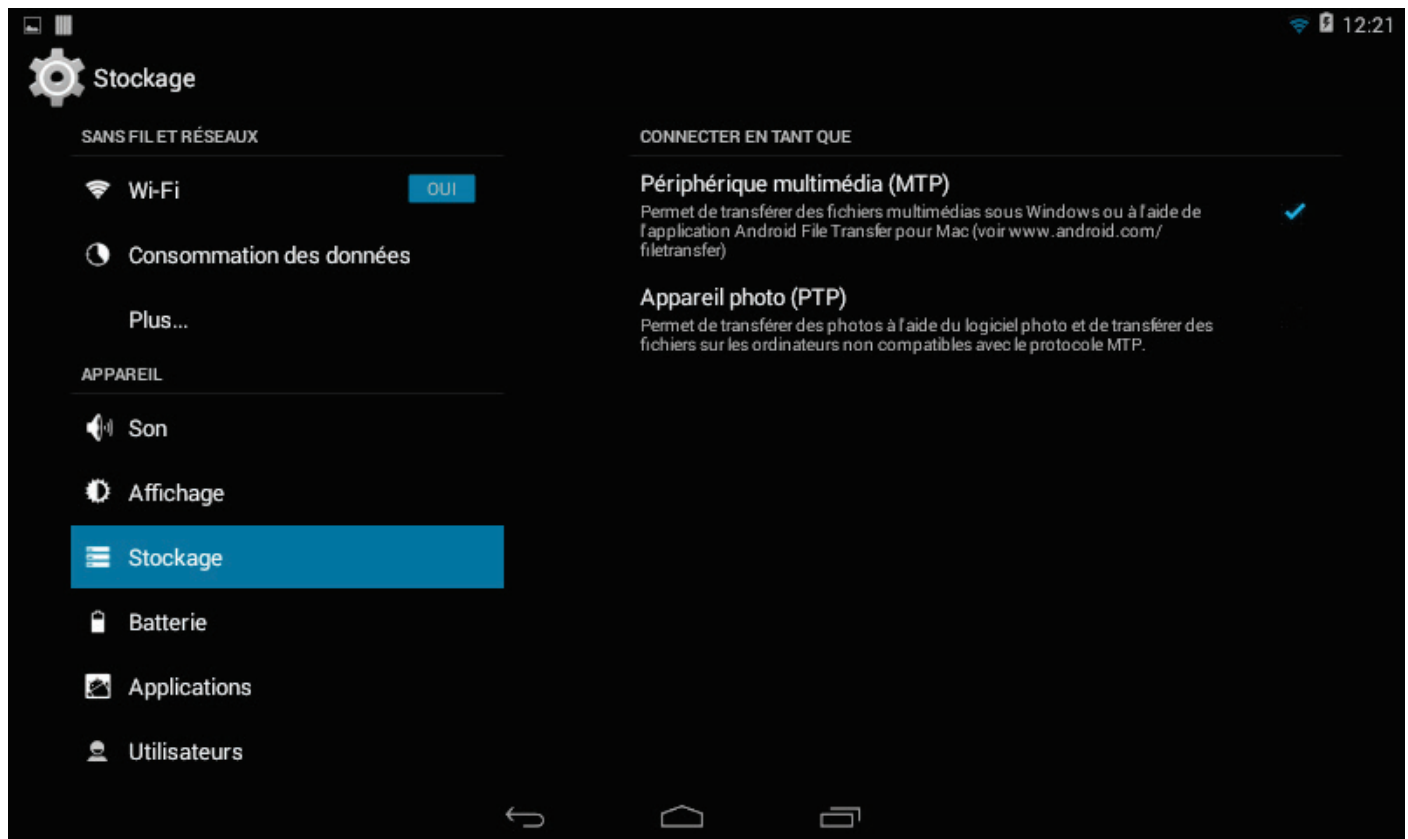 12:21
Stockage
SANS FIL ET RÉSEAUX
Wi-Fi
OUI
Consommation des données
Plus...
APPAREIL
Son
Affichage
Stockage
Batterie
Applications
Utilisateurs
CONNECTER EN TANT QUE
Périphérique multimédia (MTP)
Permet de transférer des fichiers multimédias sous Windows ou à l'aide de
l'application Android File Transfer pour Mac (voir www.android.com/
filetransfer)
Appareil photo (PTP)
Permet de transférer des photos à l'aide du logiciel photo et de transférer des
fichiers sur les ordinateurs non compatibles avec le protocole MTP.